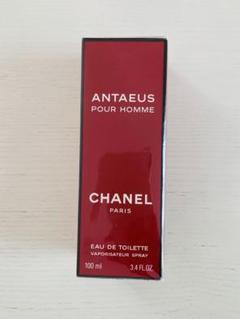 ANTAEUS
POUR HOMME
CHANEL
PARIS
EAU DE TOILETTE
VAPORISATEUR SPRAY
100 ml 3.4 FL.OZ.